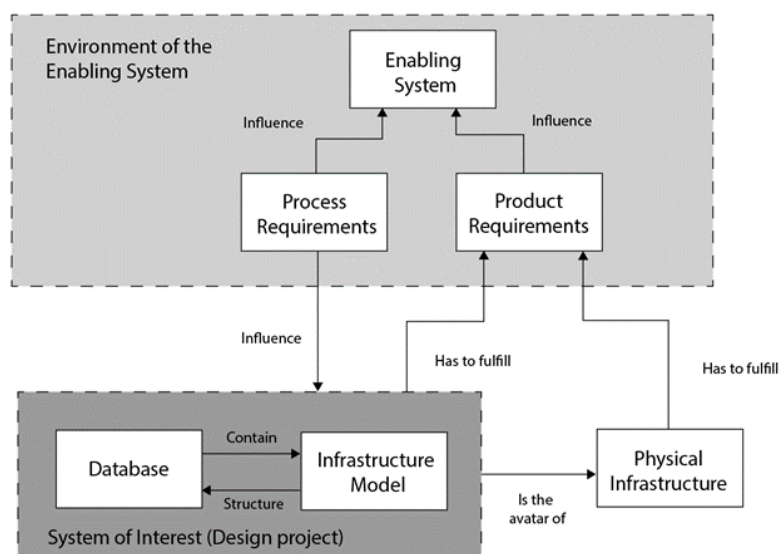 Environment of the
Enabling System
Enabling
System
Influence
Influence
Process
Requirements
Product
Requirements
Influence
Has to fulfill
Has to fulfill
Database
Contain
Structure
Infrastructure
Model
Is the
avatar of
Physical
Infrastructure
System of Interest (Design project)